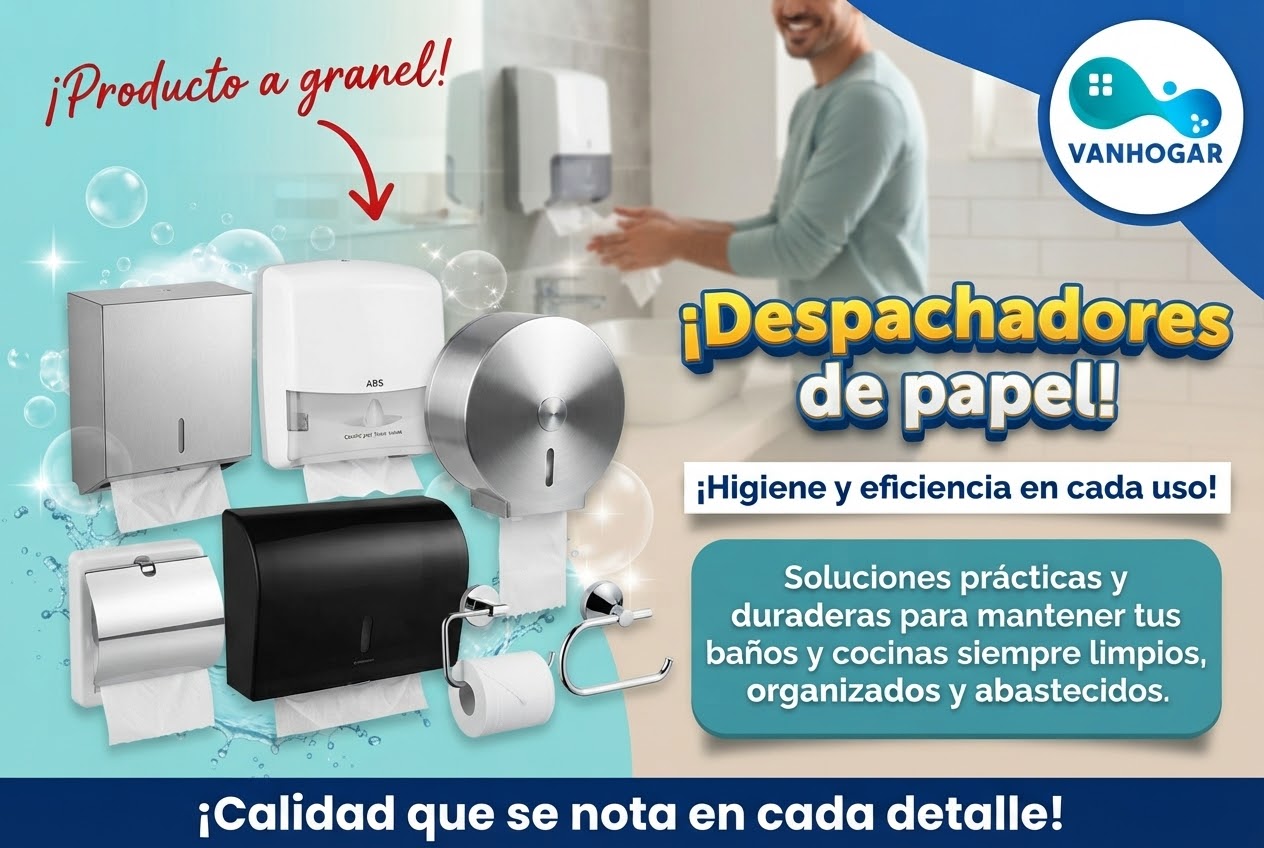 ¡Producto a granel!
VANHOGAR
ABS
¡Despachadores
de papel!
¡Higiene y eficiencia en cada uso!
Soluciones prácticas y
duraderas para mantener tus
baños y cocinas siempre limpios,
organizados y abastecidos.
¡Calidad que se nota en cada detalle!